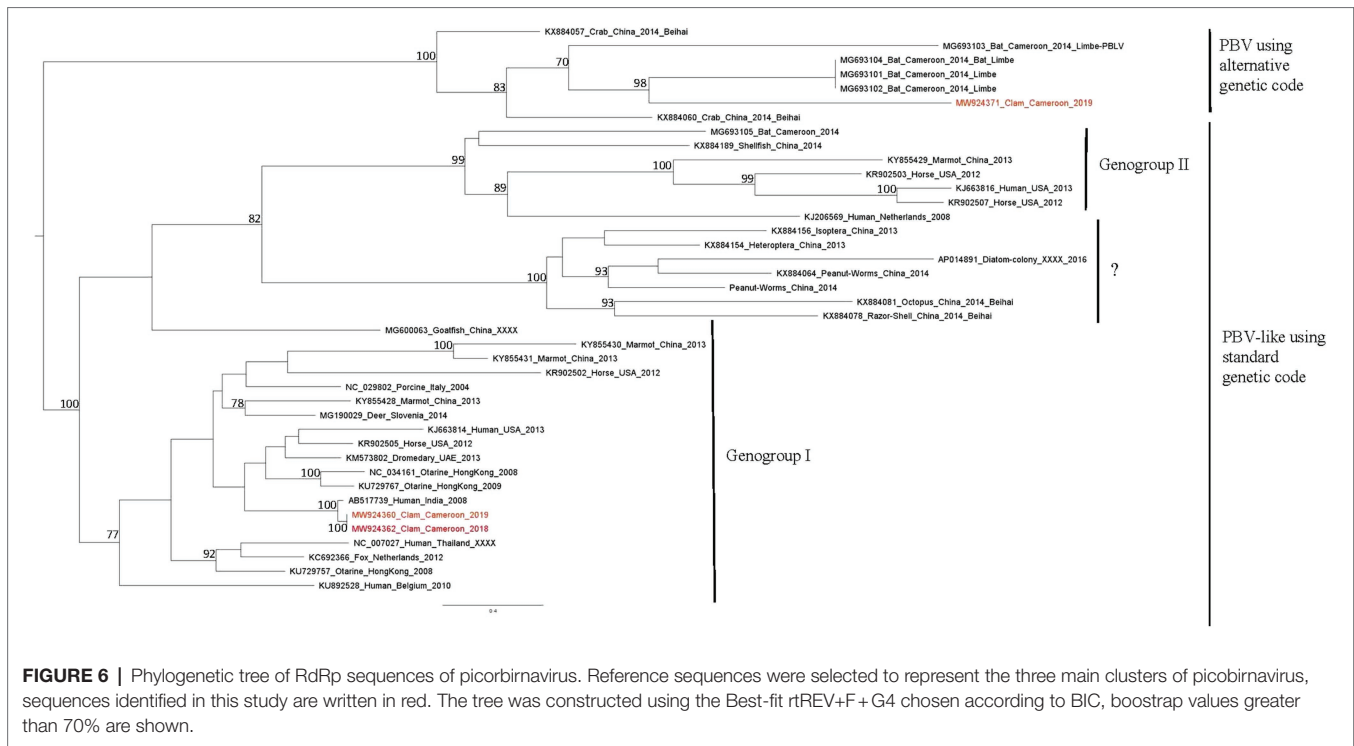 KX884057_Crab_China_2014_Beihai
100
MG693103_Bat_Cameroon_2014_Limbe-PBLV
70
MG693104_Bat_Cameroon_2014_Bat_Limbe
MG693101_Bat_Cameroon_2014_Limbe
98
MG693102_Bat_Cameroon_2014_Limbe
83
MW924371_Clam_Cameroon_2019
KX884060_Crab_China_2014_Beihai
PBV using
alternative
genetic code
MG693105_Bat_Cameroon_2014
KX884189_Shellfish_China_2014
99
KY855429_Marmot_China_2013
100
KR902503_Horse_USA_2012
99
KJ663816_Human_USA_2013
100
89
KR902507_Horse_USA_2012
KJ206569_Human_Netherlands_2008
Genogroup II
82
KX884156_Isoptera_China_2013
KX884154_Heteroptera_China_2013
AP014891_Diatom-colony_XXXX_2016
100
93
KX884064_Peanut-Worms_China_2014
Peanut-Worms_China_2014
KX884081_Octopus_China_2014_Beihai
93
KX884078_Razor-Shell_China_2014_Beihai
?
MG600063_Goatfish_China_XXXX
KY855430_Marmot_China_2013
100
KY855431_Marmot_China_2013
KR902502_Horse_USA_2012
NC_029802_Porcine_Italy_2004
KY855428_Marmot_China_2013
78
MG190029_Deer_Slovenia_2014
100
KJ663814_Human_USA_2013
KR902505_Horse_USA_2012
KM573802_Dromedary_UAE_2013
NC_034161_Otarine_HongKong_2008
100
KU729767_Otarine_HongKong_2009
AB517739_Human_India_2008
100
MW924360_Clam_Cameroon_2019
MW924362_Clam_Cameroon_2018
100
77
NC_007027_Human_Thailand_XXXX
92
KC692366_Fox_Netherlands_2012
KU729757_Otarine_HongKong_2008
KU892528_Human_Belgium_2010
Genogroup I
PBV-like using
standard
genetic code
0.4
FIGURE 6 | Phylogenetic tree of RdRp sequences of picorbirnavirus. Reference sequences were selected to represent the three main clusters of picobirnavirus,
sequences identified in this study are written in red. The tree was constructed using the Best-fit rtREV+F+G4 chosen according to BIC, boostrap values greater
than 70% are shown.